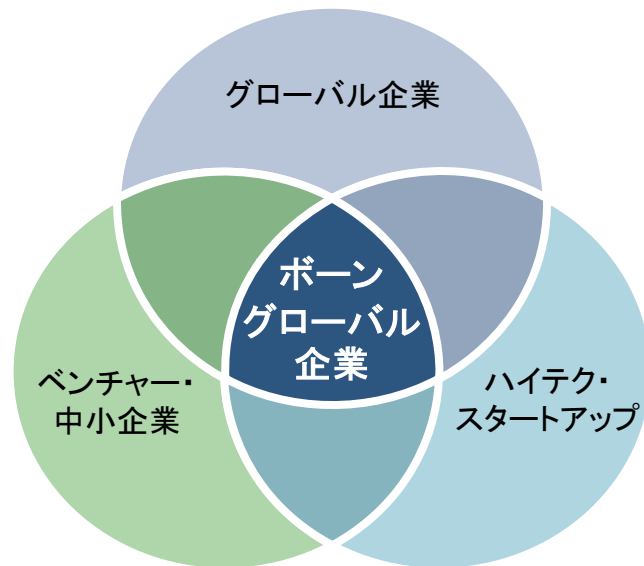 グローバル企業
ボーン
グローバル
企業
ベンチャー・
中小企業
ハイテク・
スタートアップ